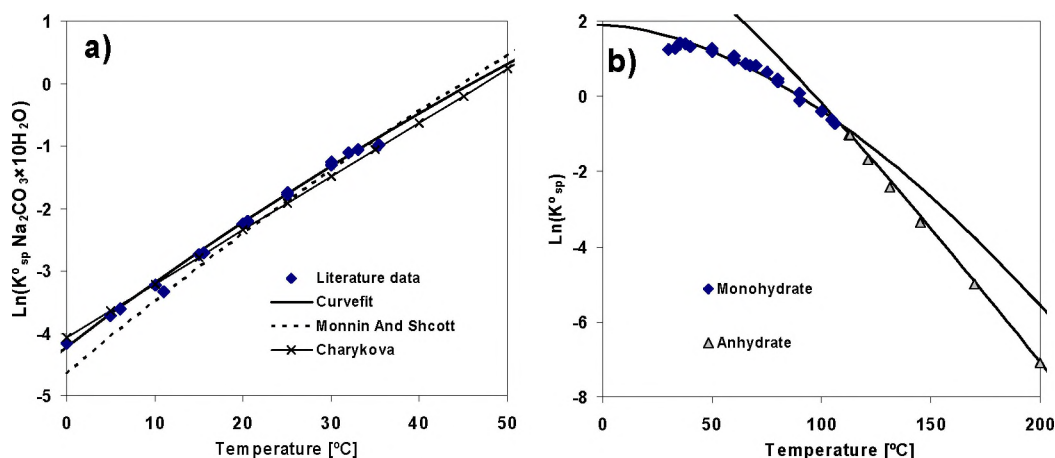 a)
Ln(K°sp Na2CO3×10H2O)
1
0
-1
-2
-3
-4
-5
Literature data
Curvefit
Monnin And Shcott
Charykova
0 10 20 30 40 50
Temperature [ºC]
b)
Ln(K°sp)
2
0
-2
-4
-6
-8
Monohydrate
Anhydrate
0 50 100 150 200
Temperature [ºC]